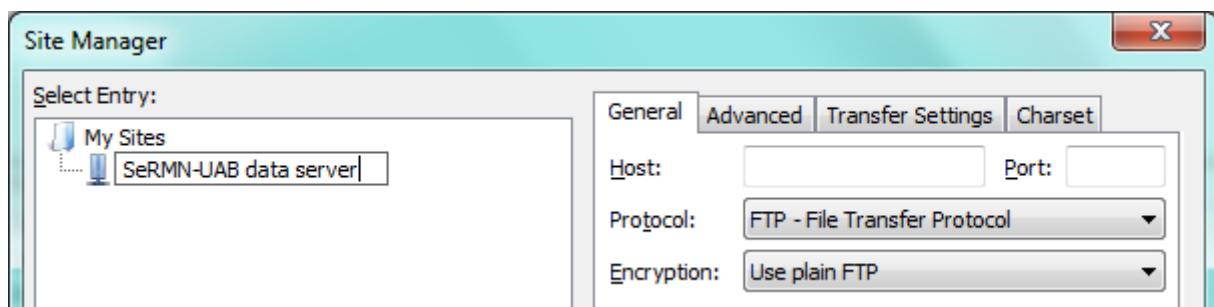 Site Manager
Select Entry:
My Sites
SeRMN-UAB data server
General Advanced Transfer Settings Charset
Host: Port:
Protocol: FTP - File Transfer Protocol
Encryption: Use plain FTP